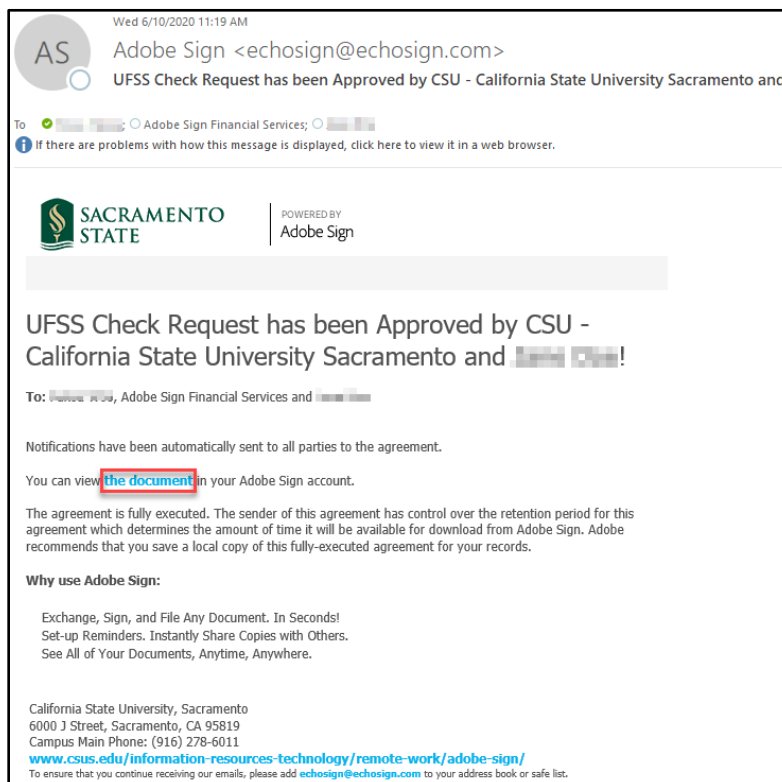 Wed 6/10/2020 11:19 AM
AS
Adobe Sign <echosign@echosign.com>
UFSS Check Request has been Approved by CSU - California State University Sacramento and
To ; Adobe Sign Financial Services;
If there are problems with how this message is displayed, click here to view it in a web browser.
SACRAMENTO
STATE
POWERED BY
Adobe Sign
UFSS Check Request has been Approved by CSU -
California State University Sacramento and !
To: , Adobe Sign Financial Services and
Notifications have been automatically sent to all parties to the agreement.
You can view the document in your Adobe Sign account.
The agreement is fully executed. The sender of this agreement has control over the retention period for this
agreement which determines the amount of time it will be available for download from Adobe Sign. Adobe
recommends that you save a local copy of this fully-executed agreement for your records.
Why use Adobe Sign:
Exchange, Sign, and File Any Document. In Seconds!
Set-up Reminders. Instantly Share Copies with Others.
See All of Your Documents, Anytime, Anywhere.
California State University, Sacramento
6000 J Street, Sacramento, CA 95819
Campus Main Phone: (916) 278-6011
www.csus.edu/information-resources-technology/remote-work/adobe-sign/
To ensure that you continue receiving our emails, please add echosign@echosign.com to your address book or safe list.